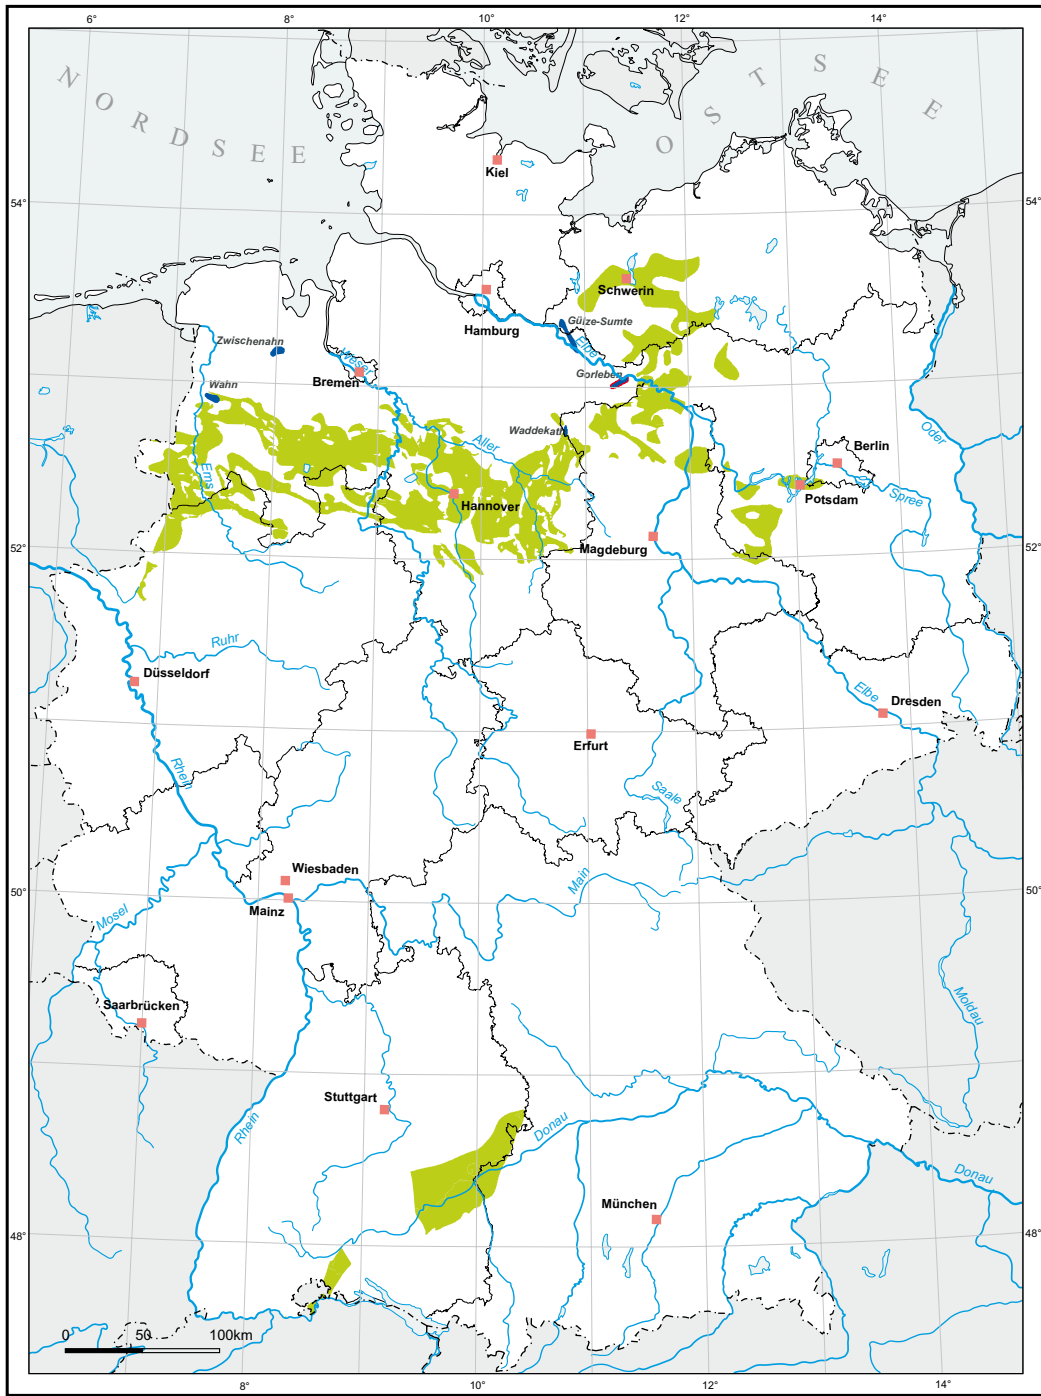 6° 8° 10° 12° 14°
NORDSEE
OSTSEE
Kiel
54° 54°
Schwerin
Hamburg
Gülze-Sumte
Elbe
Zwischenahn
Weser
Bremen
Gorleben
Wahn
Waddekath
Aller
Oder
Berlin
Ems
Hannover
Potsdam
Spree
52° 52°
Magdeburg
Ruhr
Düsseldorf
Elbe
Dresden
Erfurt
Rhein
Saale
Wiesbaden
Main
50° 50°
Mainz
Mosel
Saarbrücken
Moldau
Stuttgart
Rhein
Donau
Donau
München
48° 48°
0 50 100km
8° 10° 12° 14°